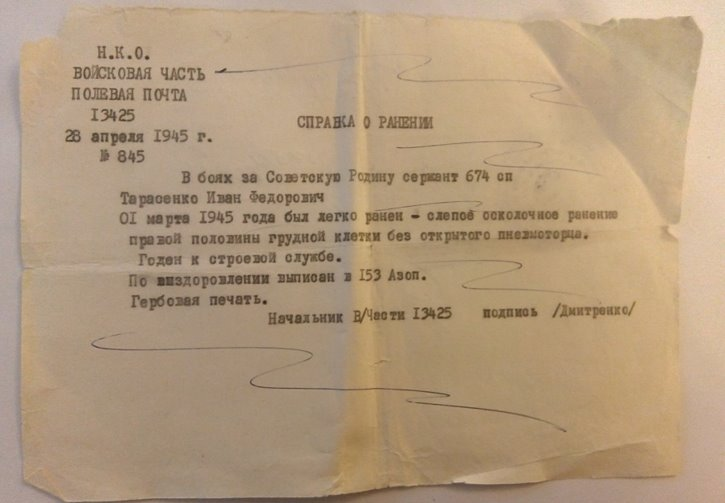 Н.К.О.
ВОЙСКОВАЯ ЧАСТЬ
ПОЛЕВАЯ ПОЧТА
I3425
28 апреля I945 г.
№ 845
СПРАВКА О РАНЕНИИ
В боях за Советскую Родину сержант 674 сп
Тарасенко Иван Федорович
OI марта I945 года был легко ранен - слепое осколочное ранение
правой половины грудной клетки без открытого пневмоторца.
Годен к строевой службе.
По выздоровлении выписан в I53 Азсп.
Гербовая печать.
Начальник В/Части I3425 подпись /Дмитренко/